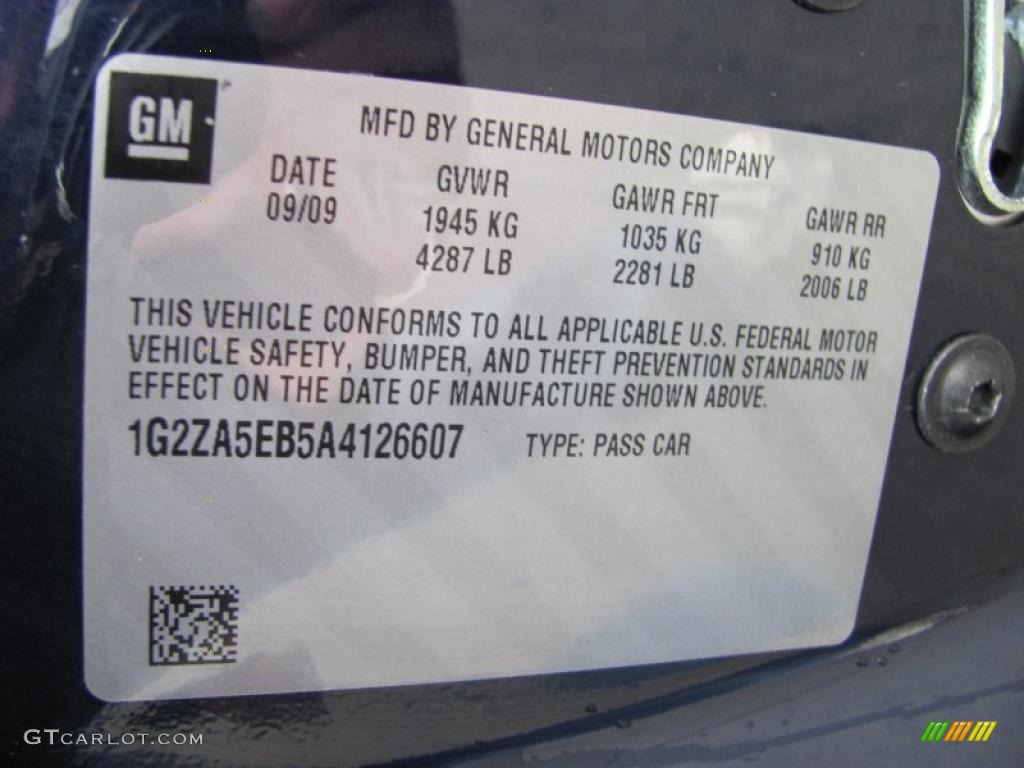 GM
MFD BY GENERAL MOTORS COMPANY
DATE GVWR GAWR FRT GAWR RR
09/09 1945 KG 1035 KG 910 KG
4287 LB 2281 LB 2006 LB
THIS VEHICLE CONFORMS TO ALL APPLICABLE U.S. FEDERAL MOTOR
VEHICLE SAFETY, BUMPER, AND THEFT PREVENTION STANDARDS IN
EFFECT ON THE DATE OF MANUFACTURE SHOWN ABOVE.
1G2ZA5EB5A4126607 TYPE: PASS CAR
GTCARLOT.COM